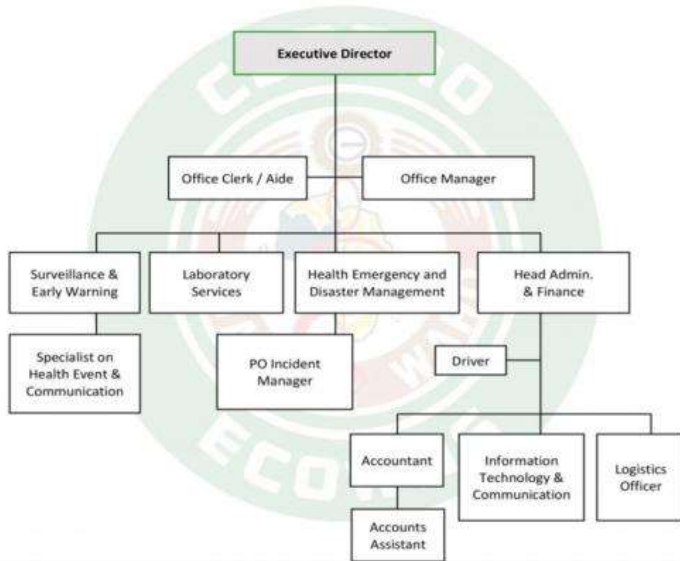 Executive Director
Office Clerk / Aide
Office Manager
Surveillance &
Early Warning
Laboratory
Services
Health Emergency and
Disaster Management
Head Admin.
& Finance
Specialist on
Health Event &
Communication
PO Incident
Manager
Driver
Accountant
Information
Technology &
Communication
Logistics
Officer
Accounts
Assistant